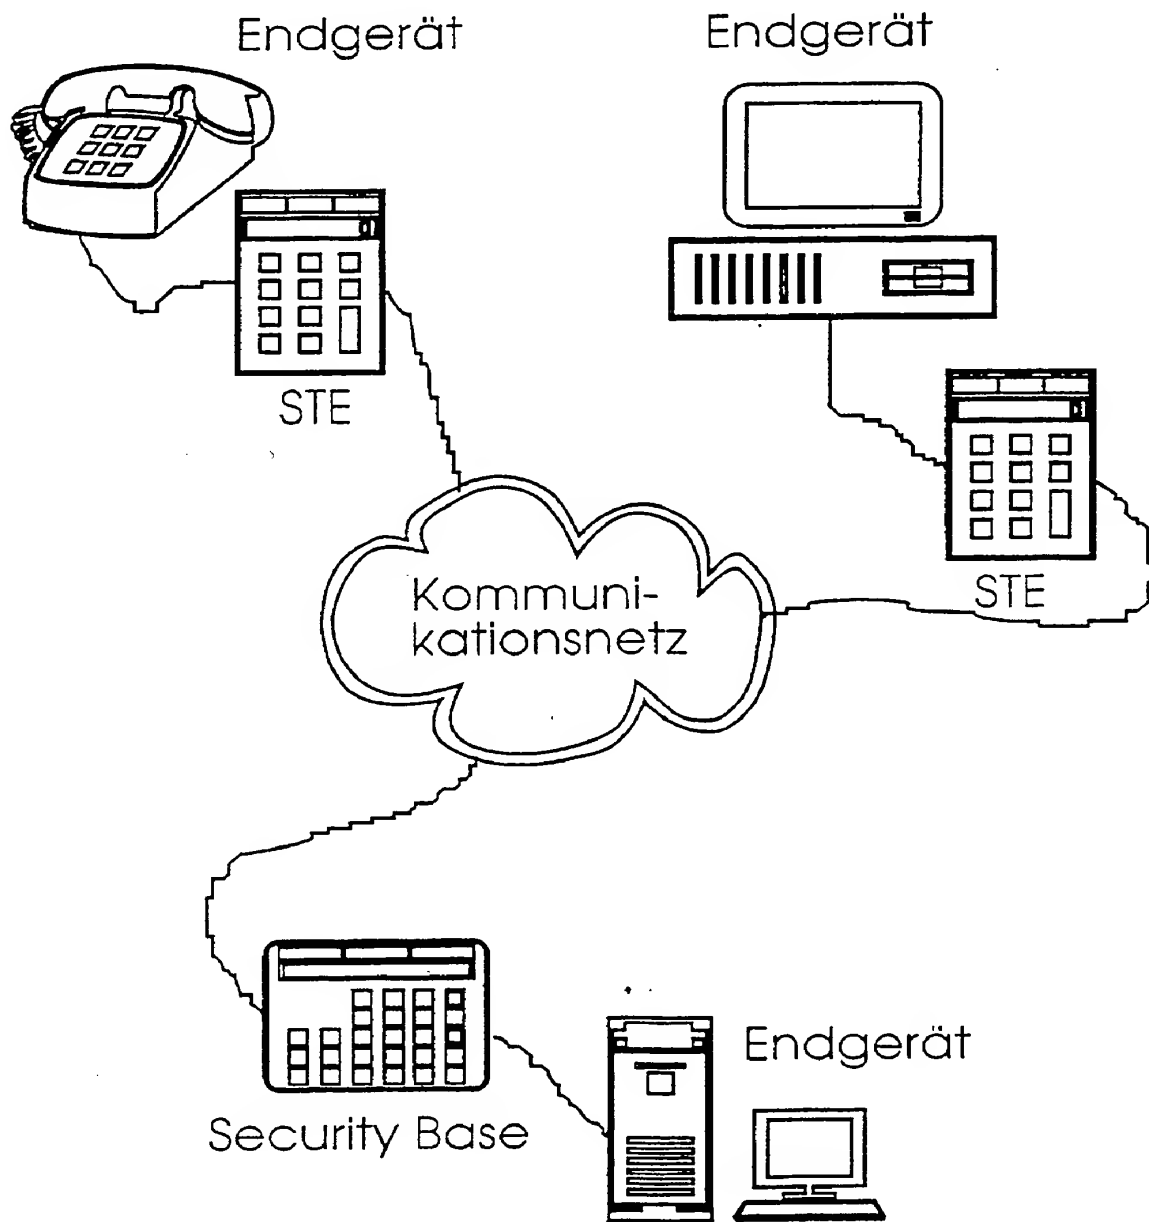 Endgerät
Endgerät
STE
STE
Kommuni-
kationsnetz
Endgerät
Security Base